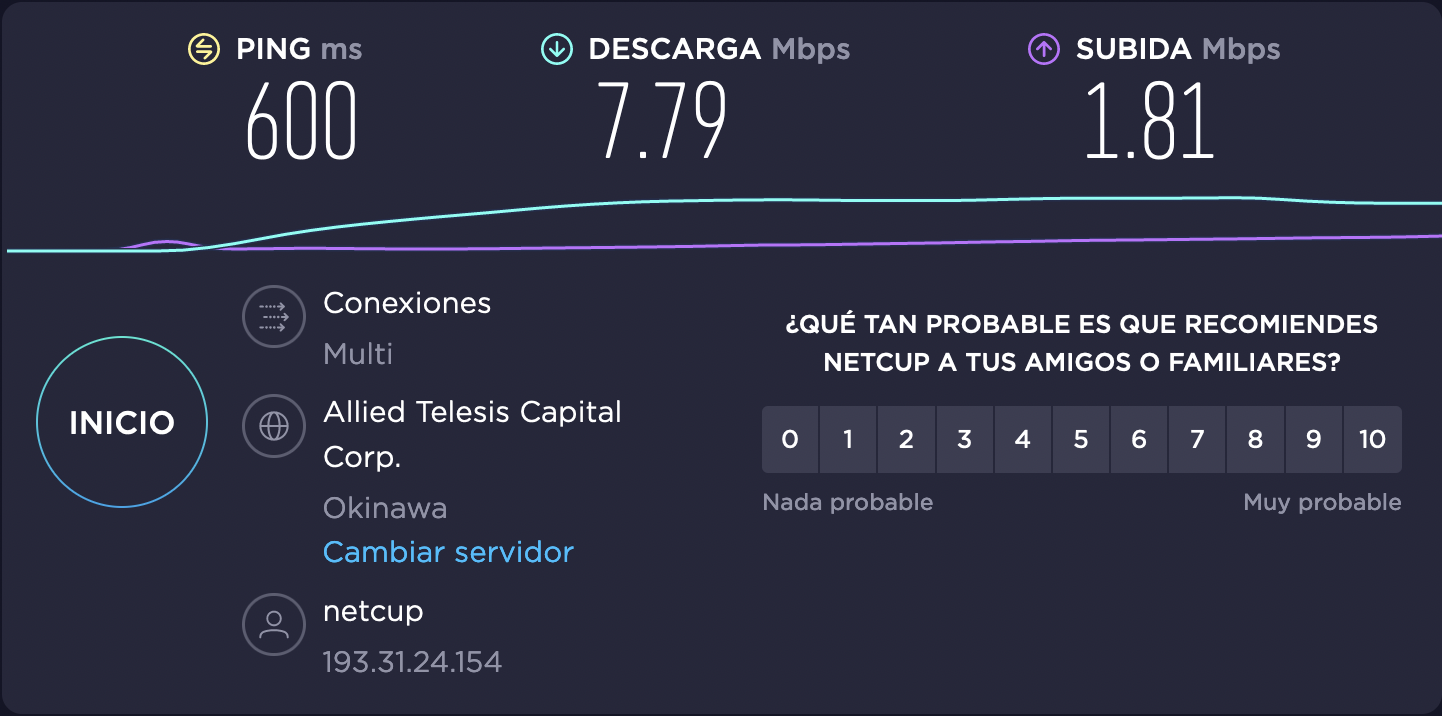 PING ms
600
DESCARGA Mbps
7.79
SUBIDA Mbps
1.81
INICIO
Conexiones
Multi
Allied Telesis Capital
Corp.
Okinawa
Cambiar servidor
netcup
193.31.24.154
¿QUÉ TAN PROBABLE ES QUE RECOMIENDES
NETCUP A TUS AMIGOS O FAMILIARES?
0 1 2 3 4 5 6 7 8 9 10
Nada probable Muy probable